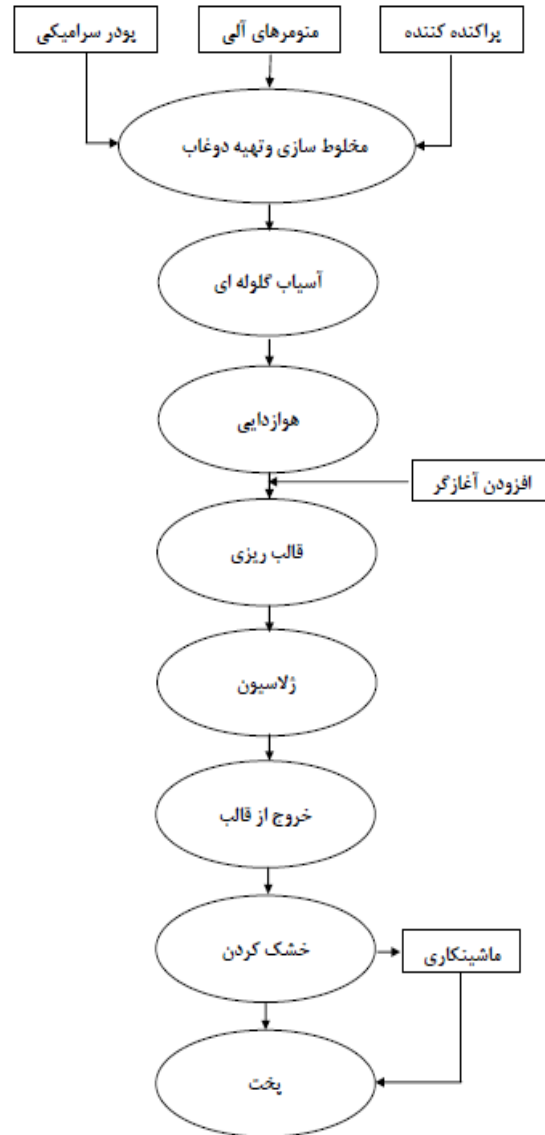 پراکنده کننده
منومرهای آلی
پودر سرامیکی
مخلوط سازی وتهیه دوغاب
آسیاب گلوله ای
هوازدایی
افزودن آغازگر
قالب ریزی
ژلاسیون
خروج از قالب
خشک کردن
ماشینکاری
پخت